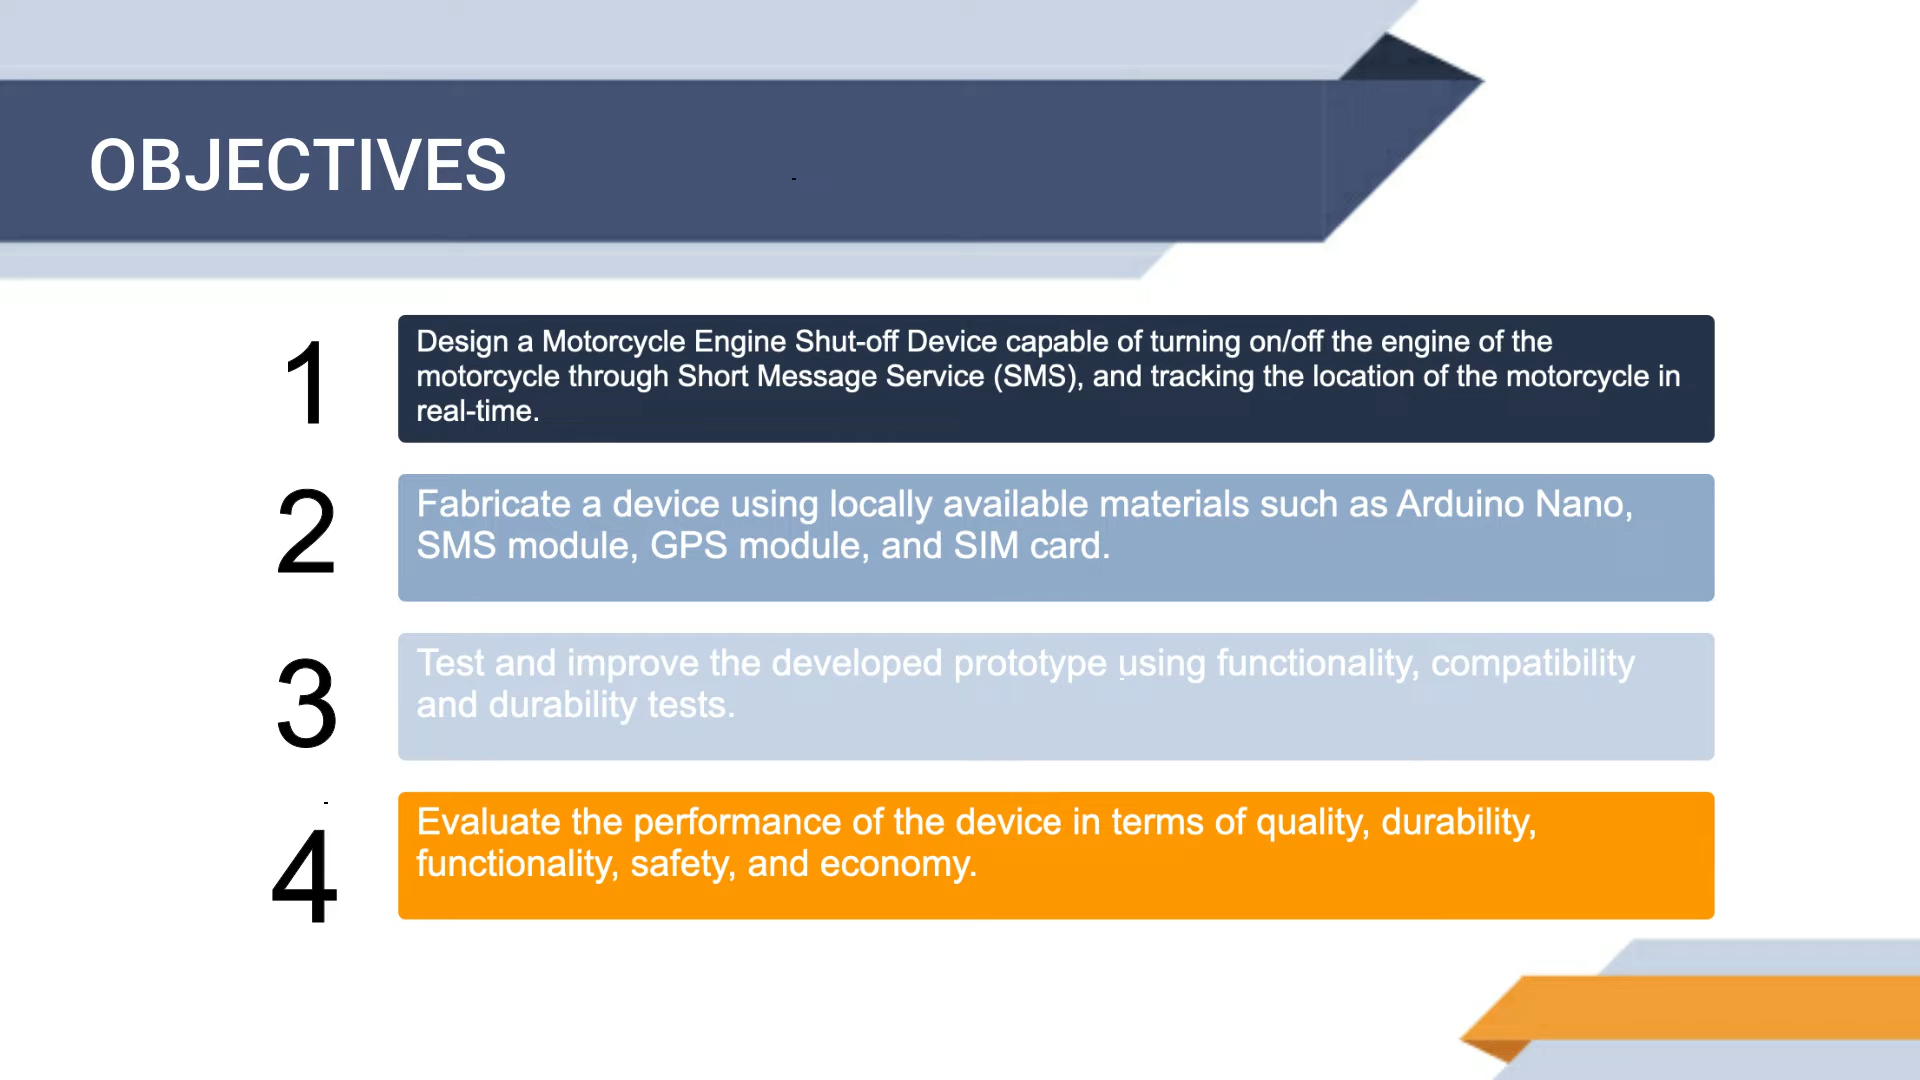 OBJECTIVES
1
Design a Motorcycle Engine Shut-off Device capable of turning on/off the engine of the
motorcycle through Short Message Service (SMS), and tracking the location of the motorcycle in
real-time.
2
Fabricate a device using locally available materials such as Arduino Nano,
SMS module, GPS module, and SIM card.
3
Test and improve the developed prototype using functionality, compatibility
and durability tests.
4
Evaluate the performance of the device in terms of quality, durability,
functionality, safety, and economy.